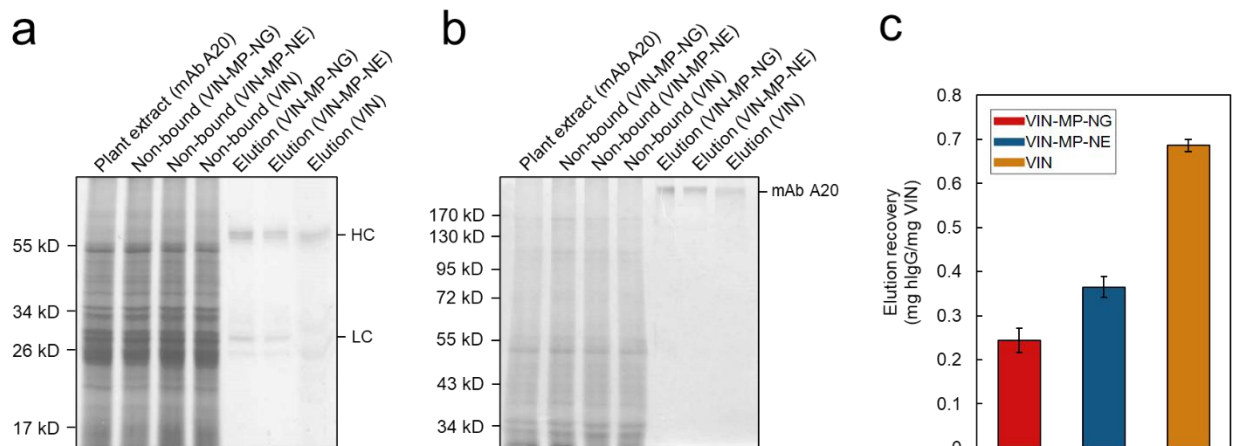 a
Plant extract (mAb A20)
Non-bound (VIN-MP-NG)
Non-bound (VIN-MP-NE)
Non-bound (VIN)
Elution (VIN-MP-NG)
Elution (VIN-MP-NE)
Elution (VIN)
55 kD
34 kD
26 kD
17 kD
HC
LC
b
Plant extract (mAb A20)
Non-bound (VIN-MP-NG)
Non-bound (VIN-MP-NE)
Non-bound (VIN)
Elution (VIN-MP-NG)
Elution (VIN-MP-NE)
Elution (VIN)
170 kD
130 kD
95 kD
72 kD
55 kD
43 kD
34 kD
mAb A20
c
Elution recovery
(mg hIgG/mg VIN)
0.8
0.7
0.6
0.5
0.4
0.3
0.2
0.1
0
VIN-MP-NG
VIN-MP-NE
VIN